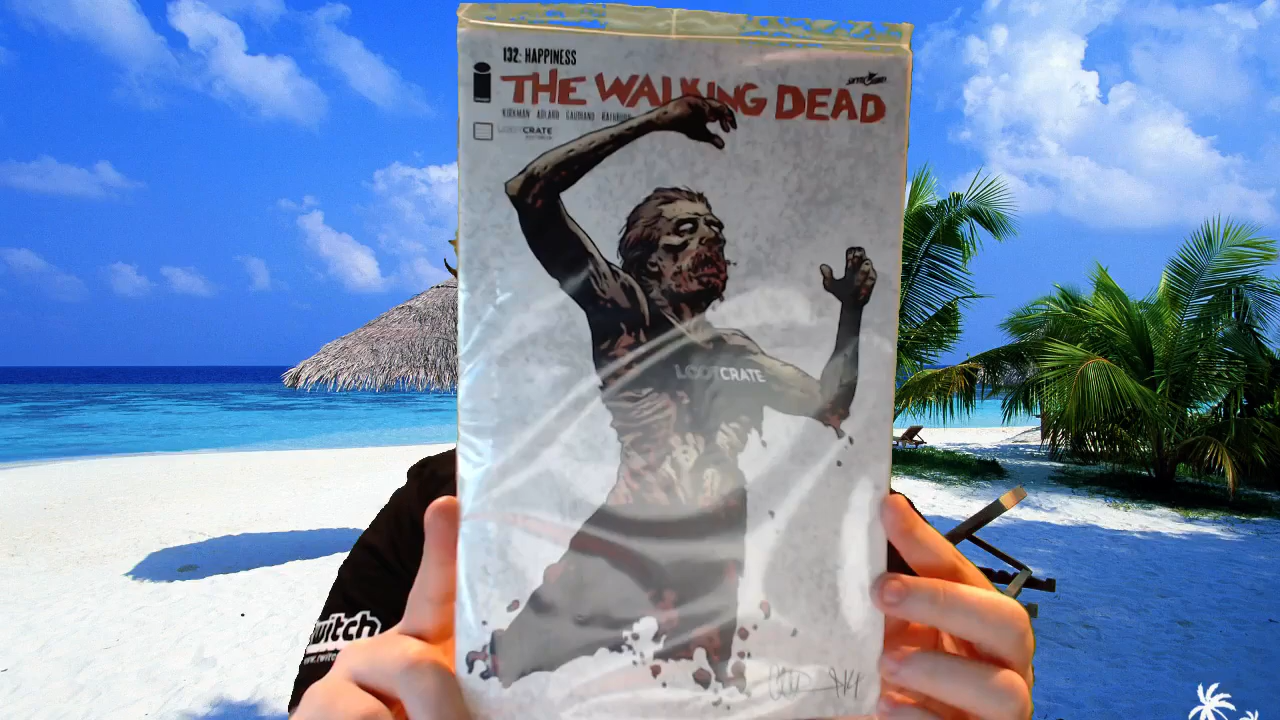 132: HAPPINESS
THE WALKING DEAD
KIRKMAN ADLARD GAUDIANO RATHBURN
LOOTCRATE
LOOTCRATE
twitch